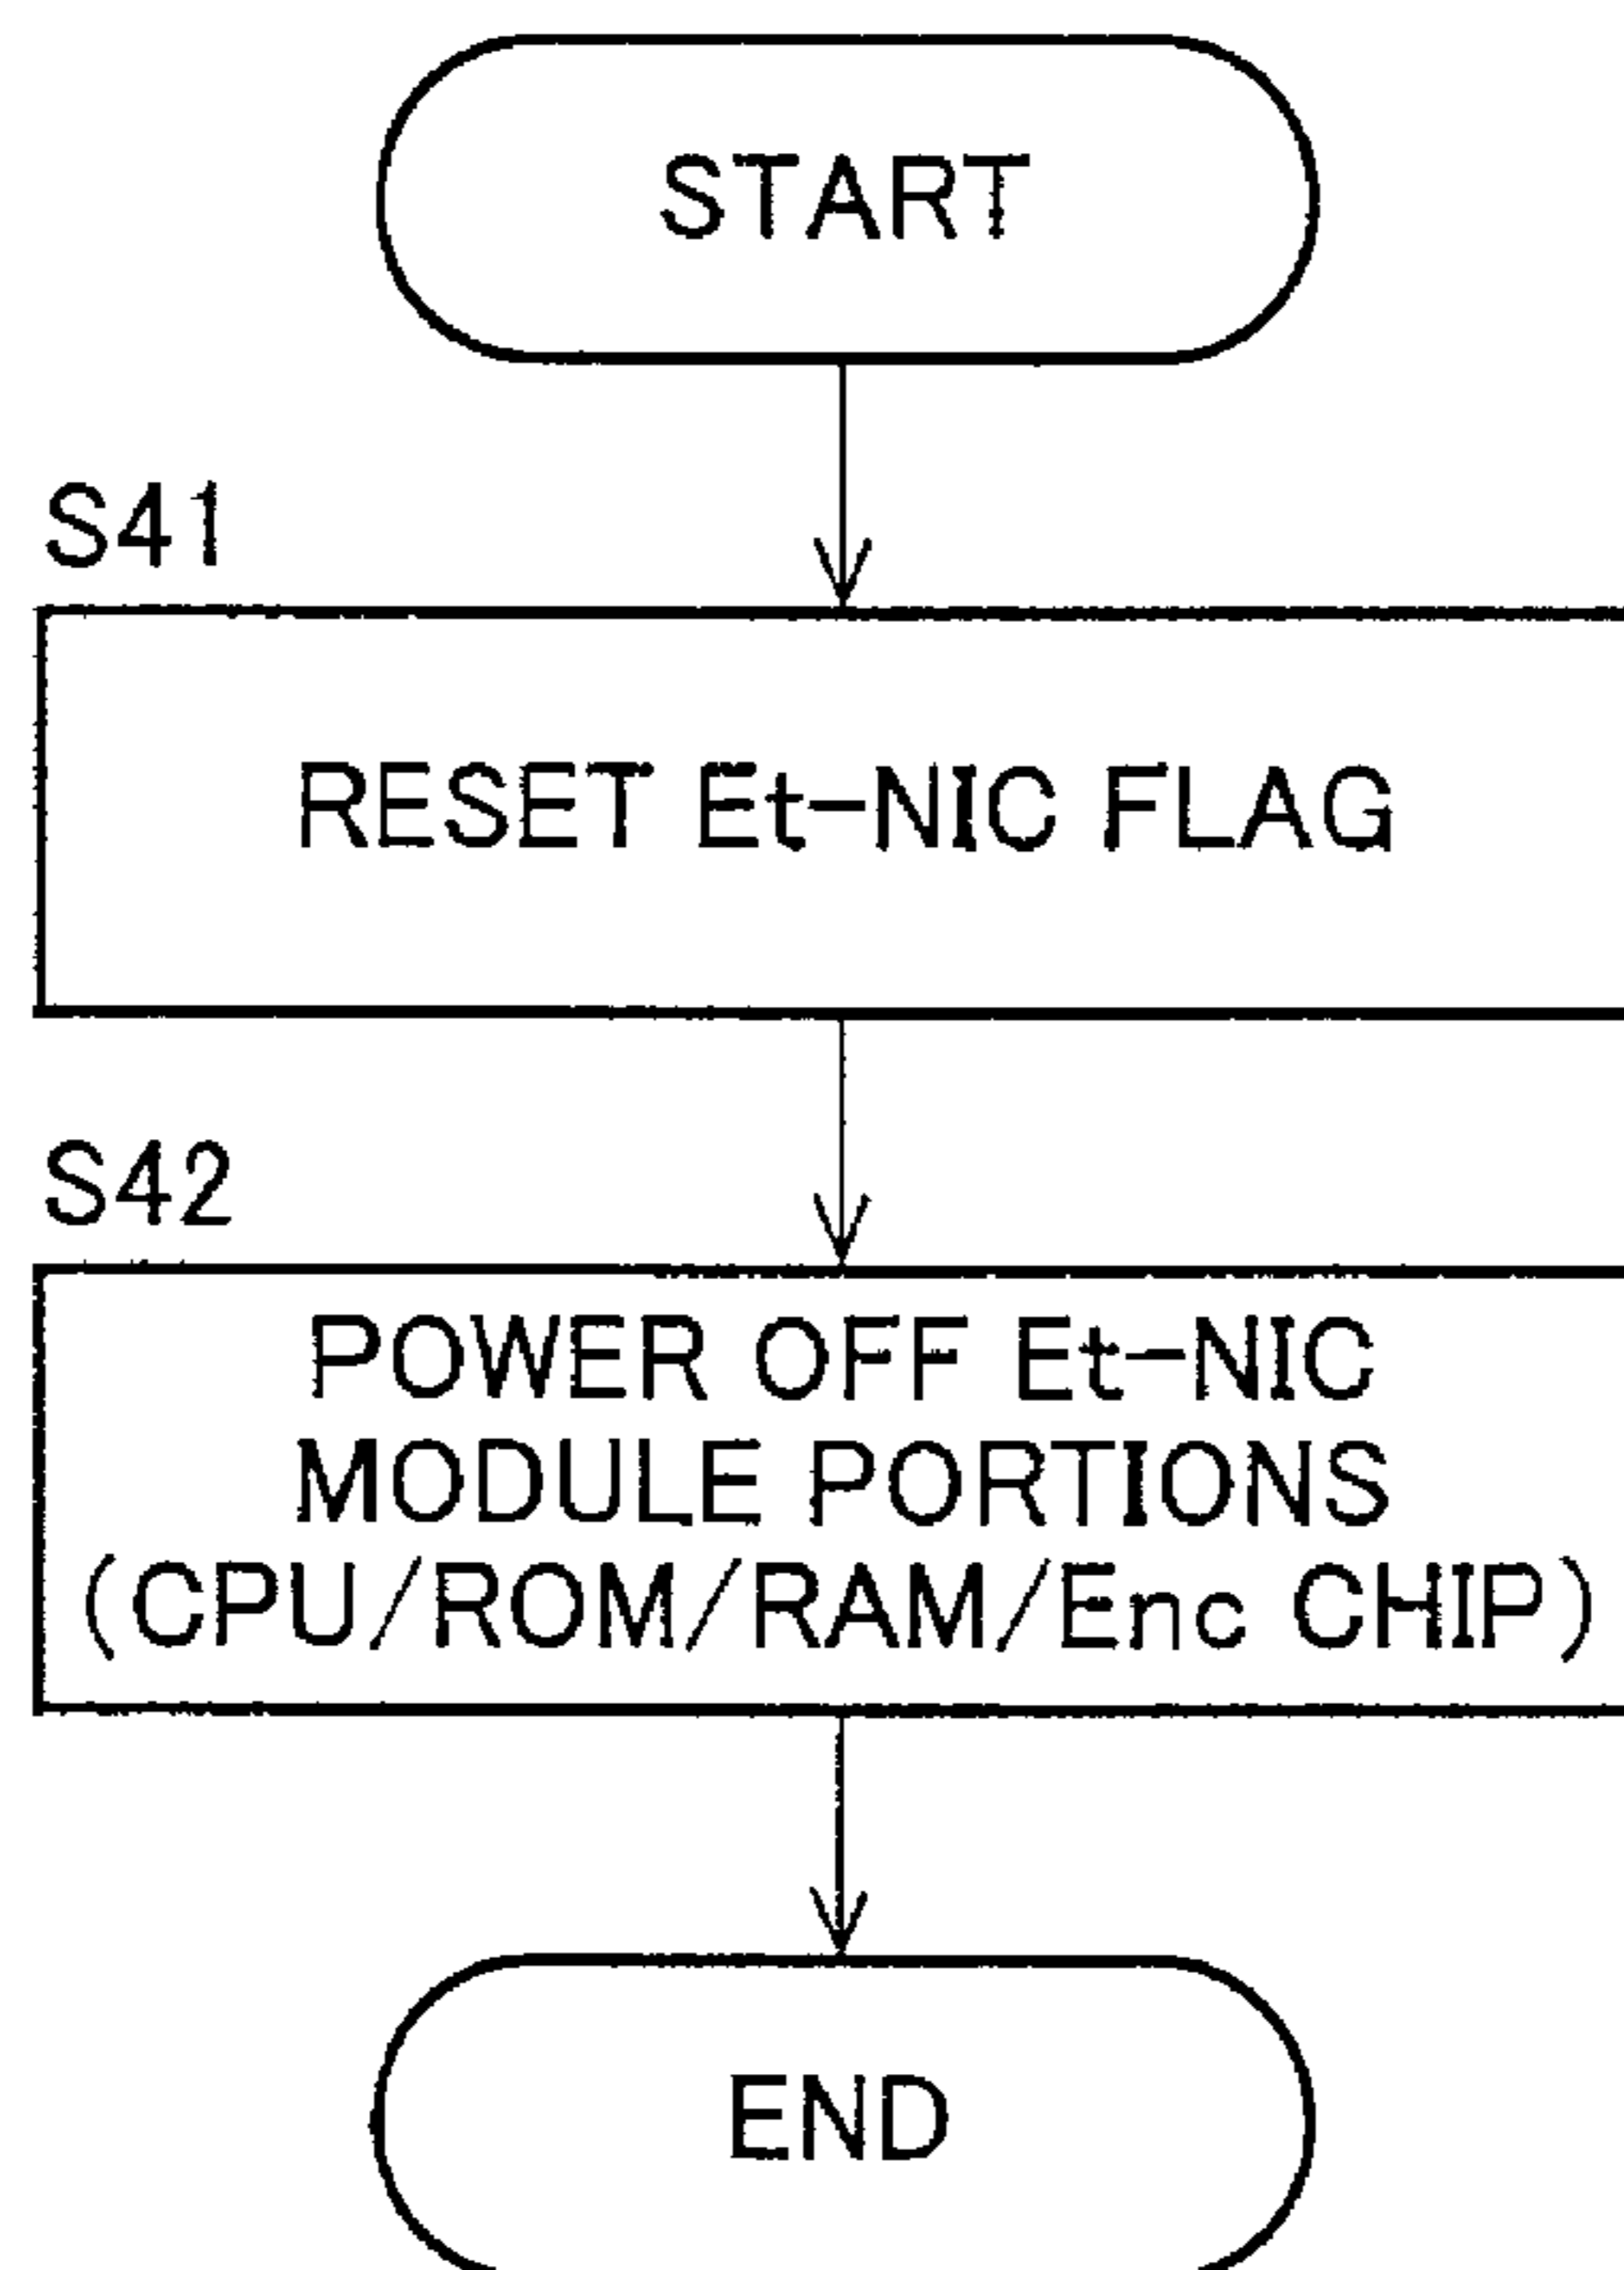 START
S41
RESET Et-NIC FLAG
S42
POWER OFF Et-NIC
MODULE PORTIONS
(CPU/ROM/RAM/Enc CHIP)
END